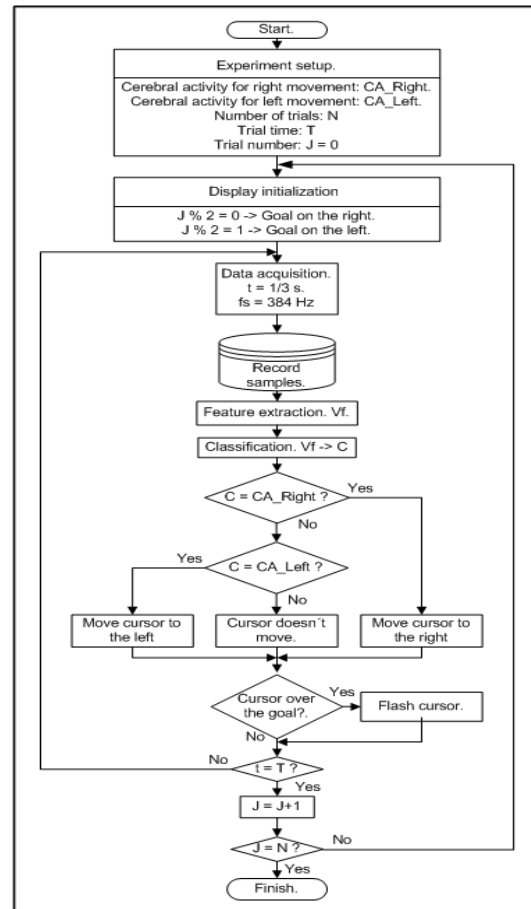 Start.
Experiment setup.
Cerebral activity for right movement: CA_Right.
Cerebral activity for left movement: CA_Left.
Number of trials: N
Trial time: T
Trial number: J = 0
Display initialization
J % 2 = 0 -> Goal on the right.
J % 2 = 1 -> Goal on the left.
Data acquisition.
t = 1/3 s.
fs = 384 Hz
Record
samples.
Feature extraction. Vf.
Classification. Vf -> C
C = CA_Right ?
Yes
No
Yes
C = CA_Left ?
No
Move cursor to
the left
Cursor doesn´t
move.
Move cursor to
the right
Cursor over
the goal?.
Yes
Flash cursor.
No
No
t = T ?
Yes
J = J+1
J = N ?
No
Yes
Finish.